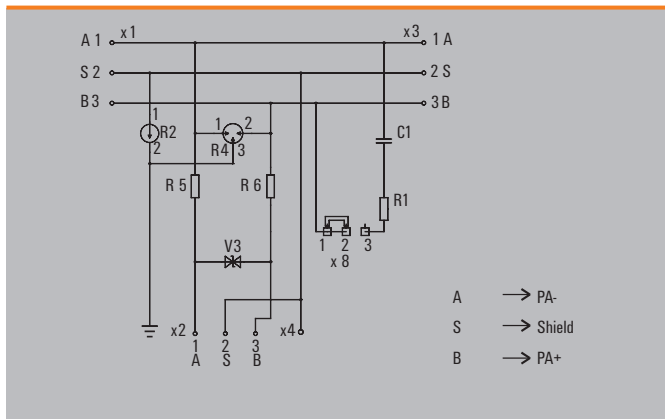 A 1 x1 x3 1 A
S 2 2 S
B 3 3 B
1 1 2 C1
R2 R4 3
2
R 5 R 6 R1
1 2 3
V3 x 8
A PA-
S Shield
B PA+
x2 1 2 3 x4
A S B